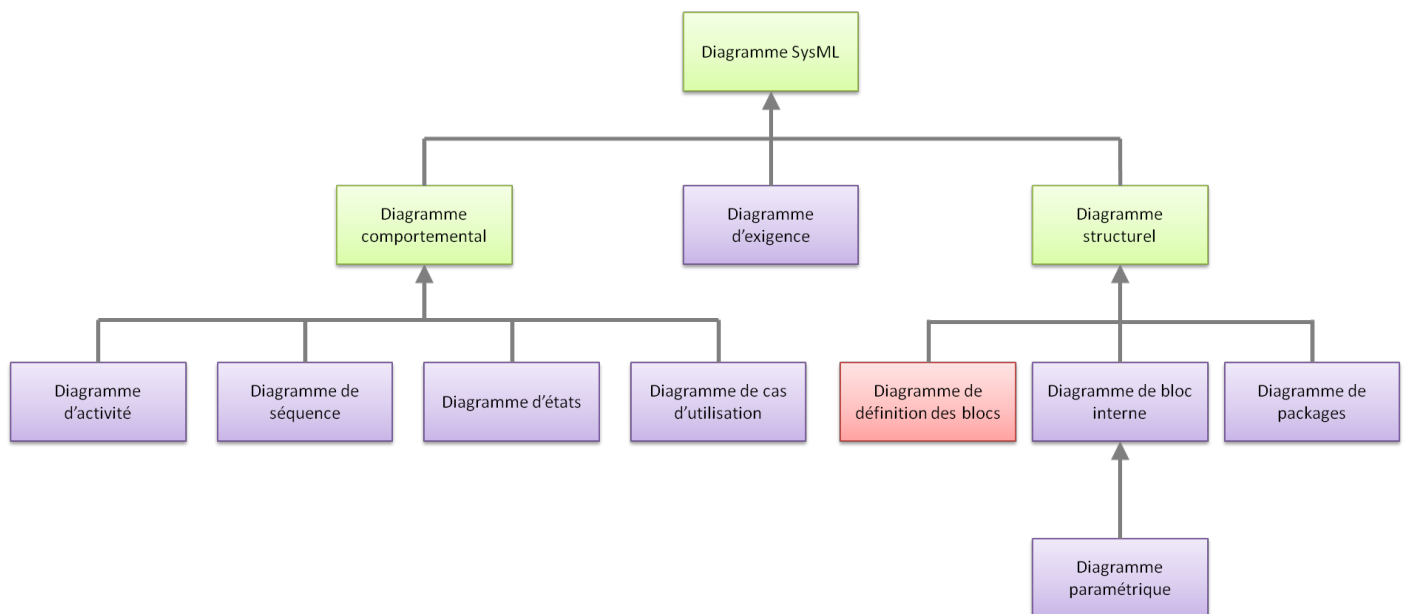 Diagramme SysML
Diagramme
comportemental
Diagramme
d’exigence
Diagramme
structurel
Diagramme
d’activité
Diagramme de
séquence
Diagramme d’états
Diagramme de cas
d’utilisation
Diagramme de
définition des blocs
Diagramme de bloc
interne
Diagramme de
packages
Diagramme
paramétrique